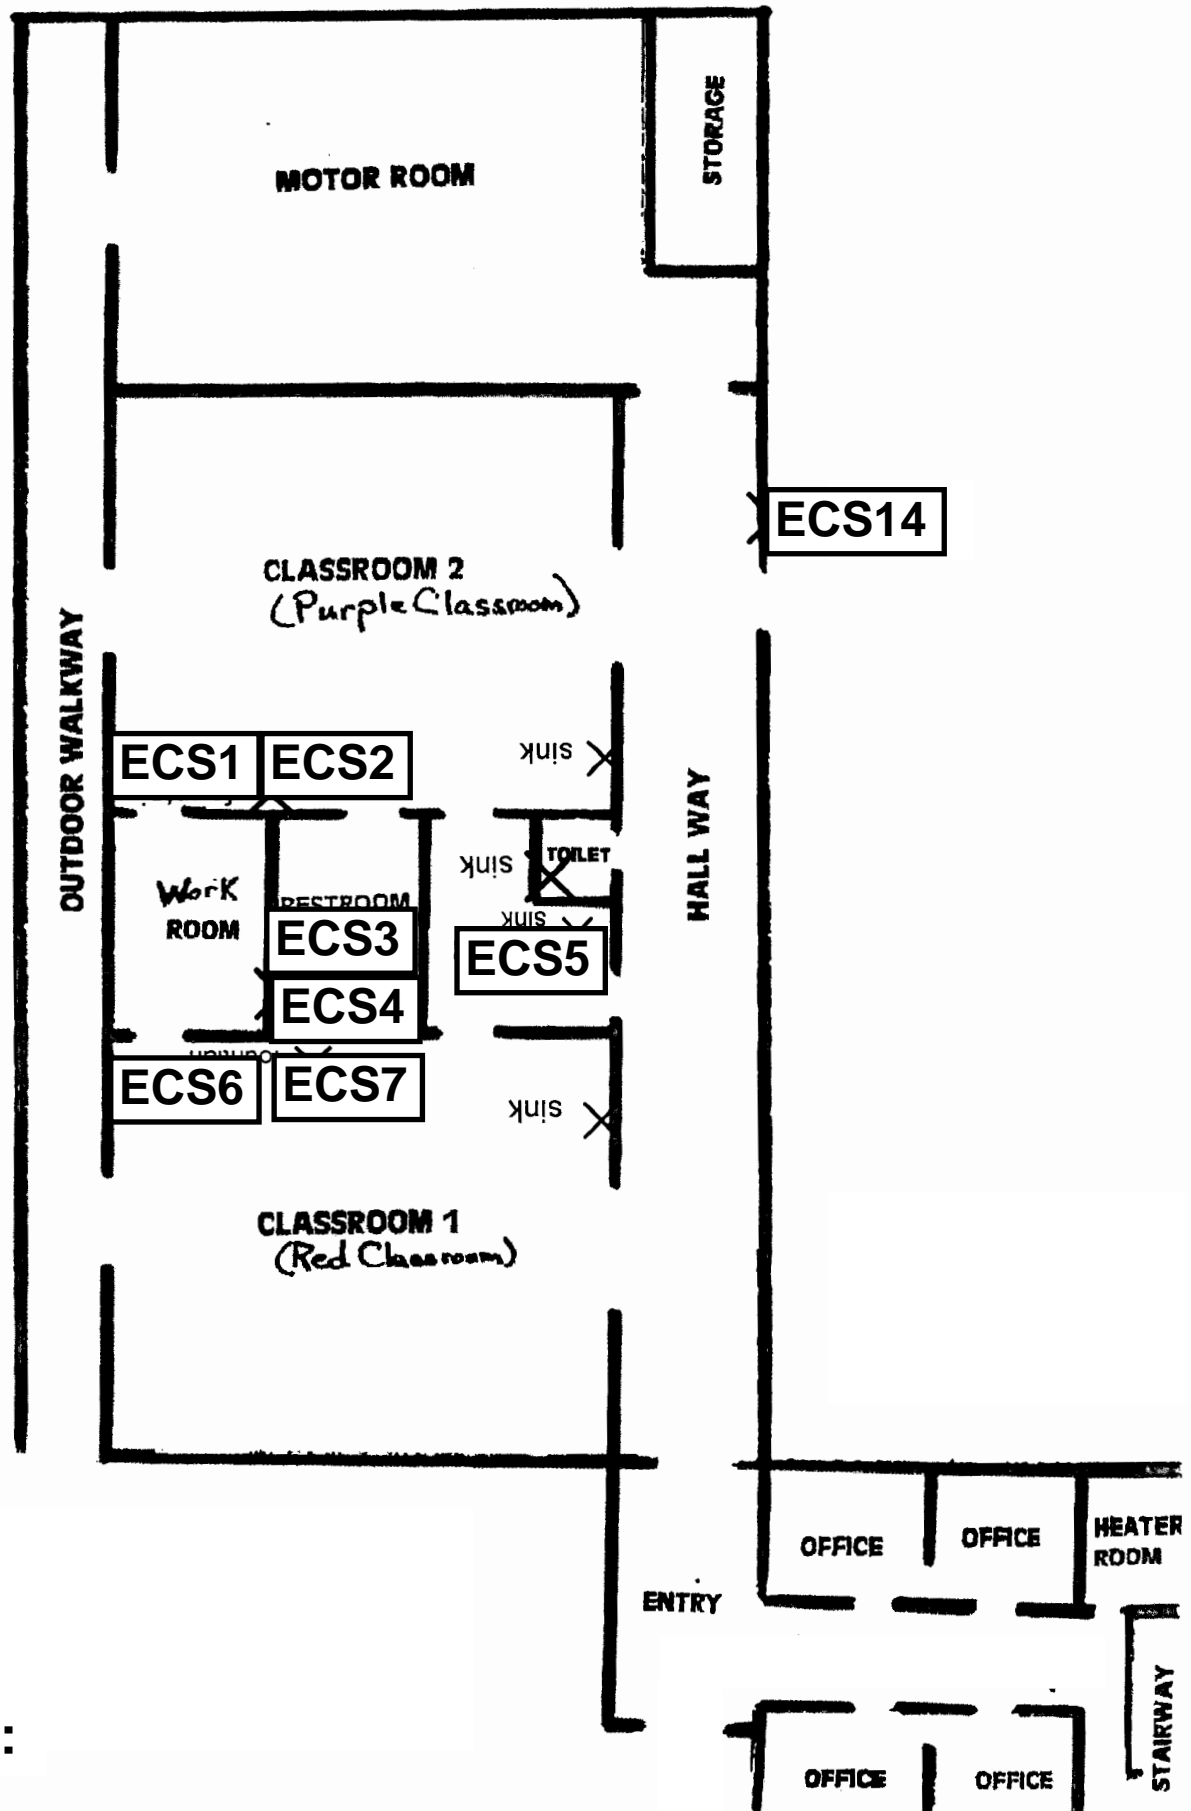 STORAGE
MOTOR ROOM
ECS14
CLASSROOM 2
(Purple Classroom)
OUTDOOR WALKWAY
ECS1 ECS2
sink
HALL WAY
sink
TOILET
Work
ROOM
RESTROOM
sink
ECS3
ECS5
ECS4
fountain
ECS6
ECS7
sink
CLASSROOM 1
(Red Classroom)
OFFICE
OFFICE
HEATER
ROOM
ENTRY
STAIRWAY
:
OFFICE
OFFICE